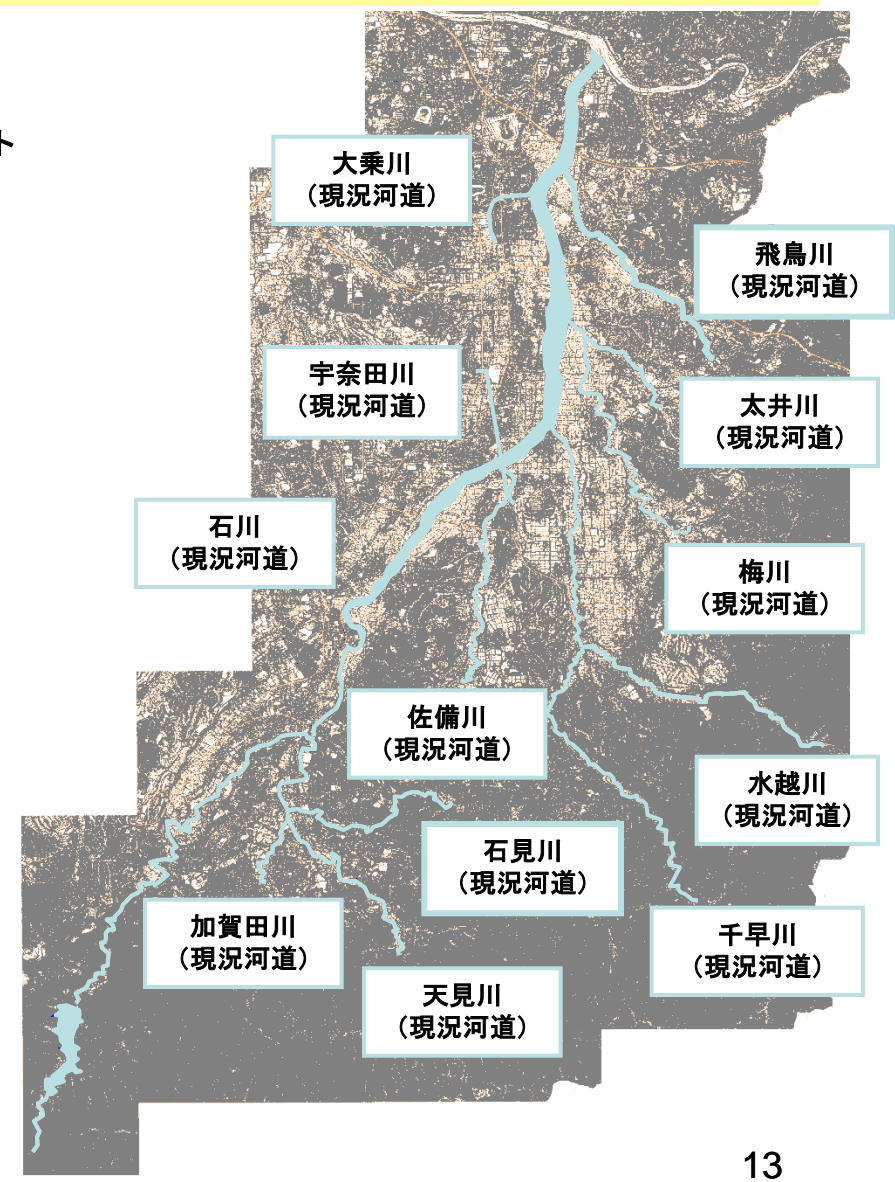 ト
大乗川
（現況河道）
飛鳥川
（現況河道）
宇奈田川
（現況河道）
太井川
（現況河道）
石川
（現況河道）
梅川
（現況河道）
佐備川
（現況河道）
水越川
（現況河道）
石見川
（現況河道）
加賀田川
（現況河道）
千早川
（現況河道）
天見川
（現況河道）
13